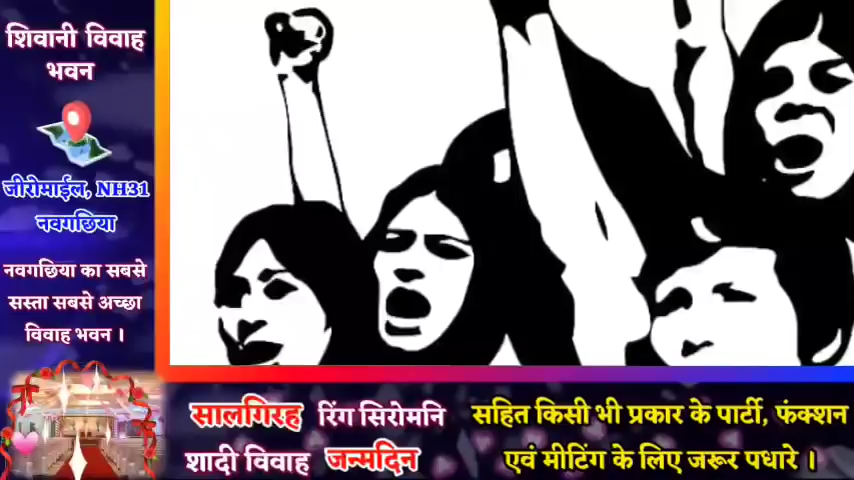 शिवानी विवाह
भवन
जीरोमाईल, NH31
नवगछिया
नवगछिया का सबसे
सस्ता सबसे अच्छा
विवाह भवन ।
सालगिरह रिंग सिरोमनि
शादी विवाह जन्मदिन
सहित किसी भी प्रकार के पार्टी, फंक्शन
एवं मीटिंग के लिए जरूर पधारे ।